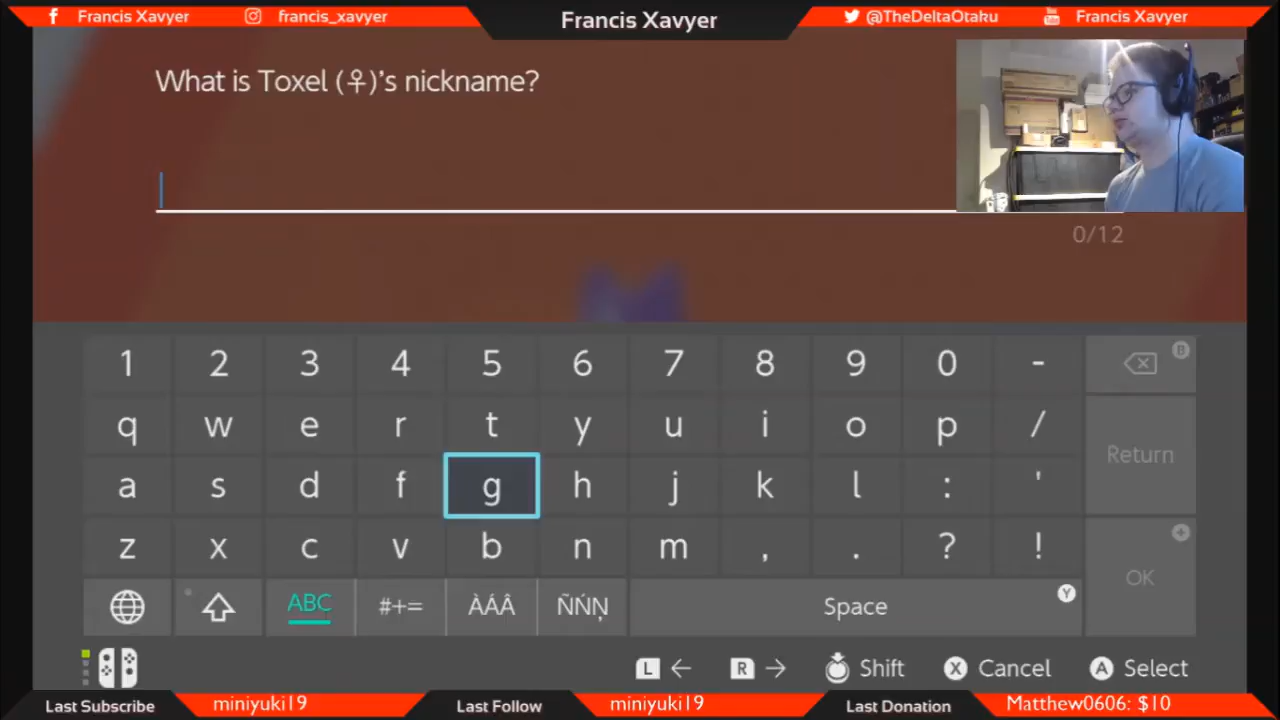 Francis Xavyer
francis_xavyer
Francis Xavyer
@TheDeltaOtaku
Francis Xavyer
What is Toxel (♀)'s nickname?
0/12
1 2 3 4 5 6 7 8 9 0 - B
q w e r t y u i o p / Return
a s d f g h j k l : '
z x c v b n m , . ? ! + OK
ABC #+= ÀÁÂ ÑŃŅ Space Y
L ← R → Shift X Cancel A Select
Last Subscribe miniyuki19 Last Follow miniyuki19 Last Donation Matthew0606: $10